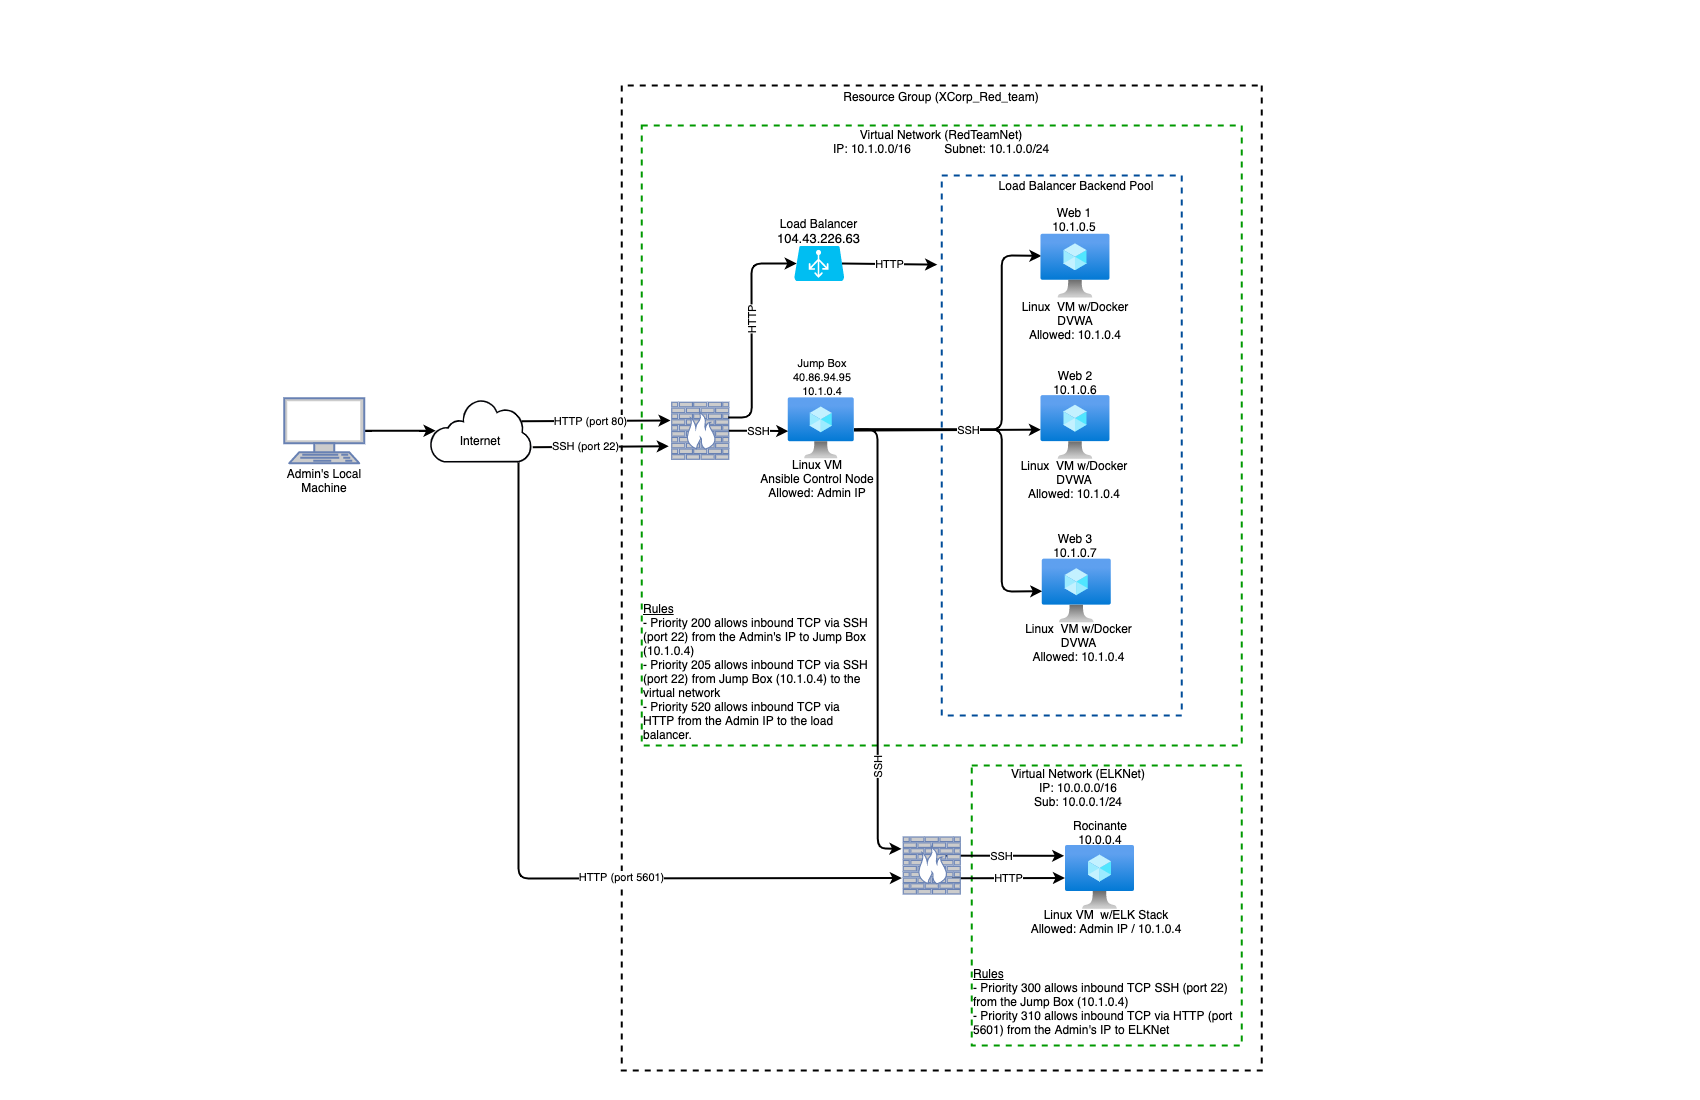 Resource Group (XCorp_Red_team)
Virtual Network (RedTeamNet)
IP: 10.1.0.0/16 Subnet: 10.1.0.0/24
Load Balancer Backend Pool
Web 1
10.1.0.5
Linux VM w/Docker
DVWA
Allowed: 10.1.0.4
Load Balancer
104.43.226.63
HTTP
HTTP
Jump Box
40.86.94.95
10.1.0.4
Linux VM
Ansible Control Node
Allowed: Admin IP
Web 2
10.1.0.6
Linux VM w/Docker
DVWA
Allowed: 10.1.0.4
Admin's Local
Machine
Internet
HTTP (port 80)
SSH (port 22)
SSH
SSH
Web 3
10.1.0.7
Linux VM w/Docker
DVWA
Allowed: 10.1.0.4
Rules
- Priority 200 allows inbound TCP via SSH
(port 22) from the Admin's IP to Jump Box
(10.1.0.4)
- Priority 205 allows inbound TCP via SSH
(port 22) from Jump Box (10.1.0.4) to the
virtual network
- Priority 520 allows inbound TCP via
HTTP from the Admin IP to the load
balancer.
SSH
Virtual Network (ELKNet)
IP: 10.0.0.0/16
Sub: 10.0.0.1/24
Rocinante
10.0.0.4
SSH
HTTP
HTTP (port 5601)
Linux VM w/ELK Stack
Allowed: Admin IP / 10.1.0.4
Rules
- Priority 300 allows inbound TCP SSH (port 22)
from the Jump Box (10.1.0.4)
- Priority 310 allows inbound TCP via HTTP (port
5601) from the Admin's IP to ELKNet